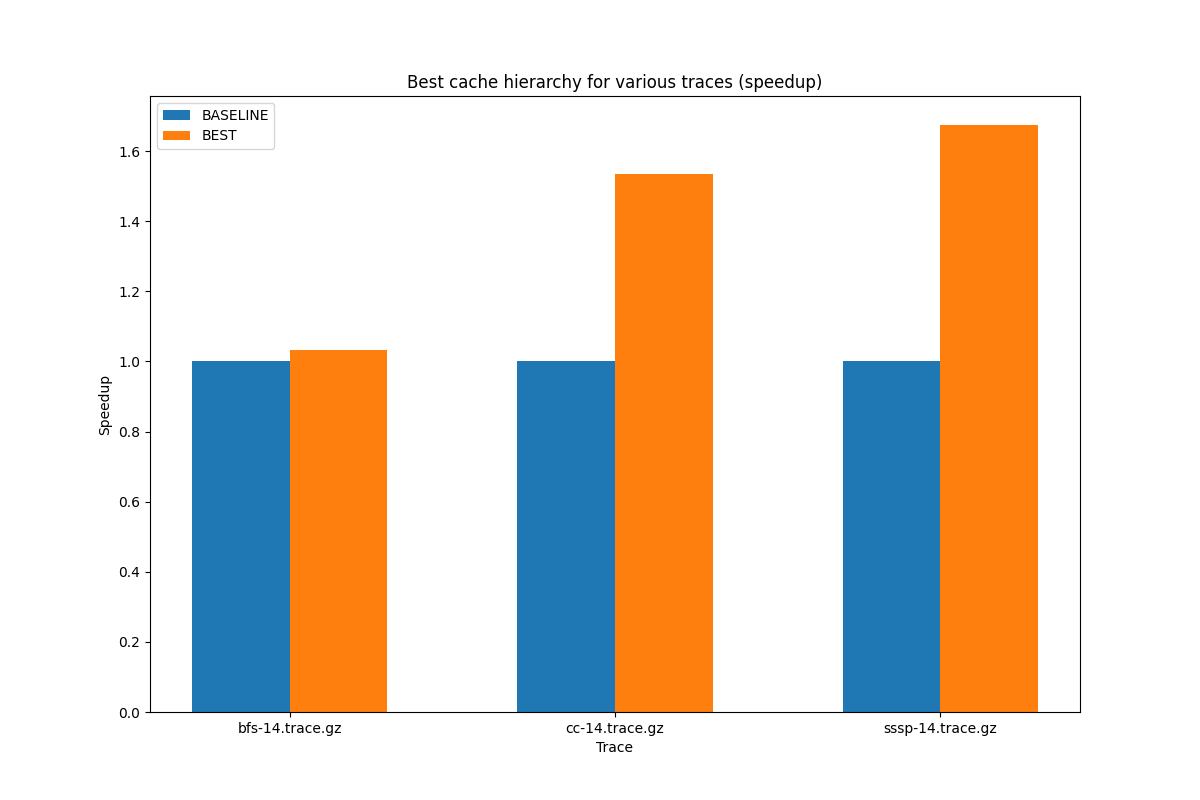 Best cache hierarchy for various traces (speedup)
BASELINE
BEST
1.6
1.4
1.2
1.0
0.8
0.6
0.4
0.2
0.0
Speedup
bfs-14.trace.gz
cc-14.trace.gz
sssp-14.trace.gz
Trace